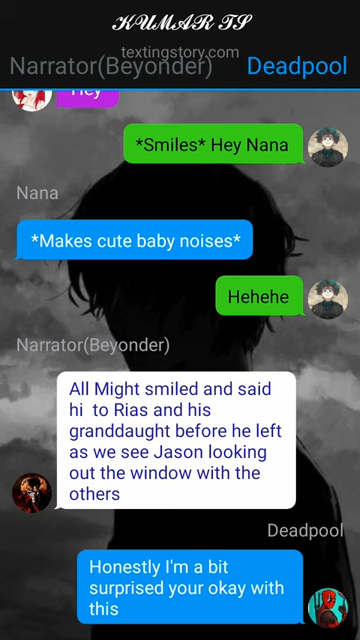 KUMAR TS
textingstory.com
Narrator(Beyonder) Deadpool
Hey
*Smiles* Hey Nana
Nana
*Makes cute baby noises*
Hehehe
Narrator(Beyonder)
All Might smiled and said
hi to Rias and his
granddaught before he left
as we see Jason looking
out the window with the
others
Deadpool
Honestly I'm a bit
surprised your okay with
this